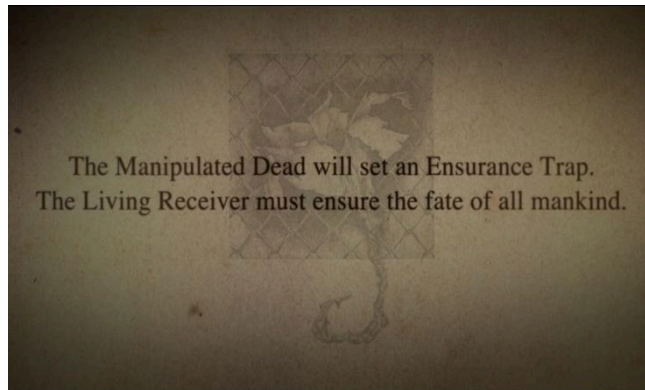 The Manipulated Dead will set an Ensurance Trap.
The Living Receiver must ensure the fate of all mankind.